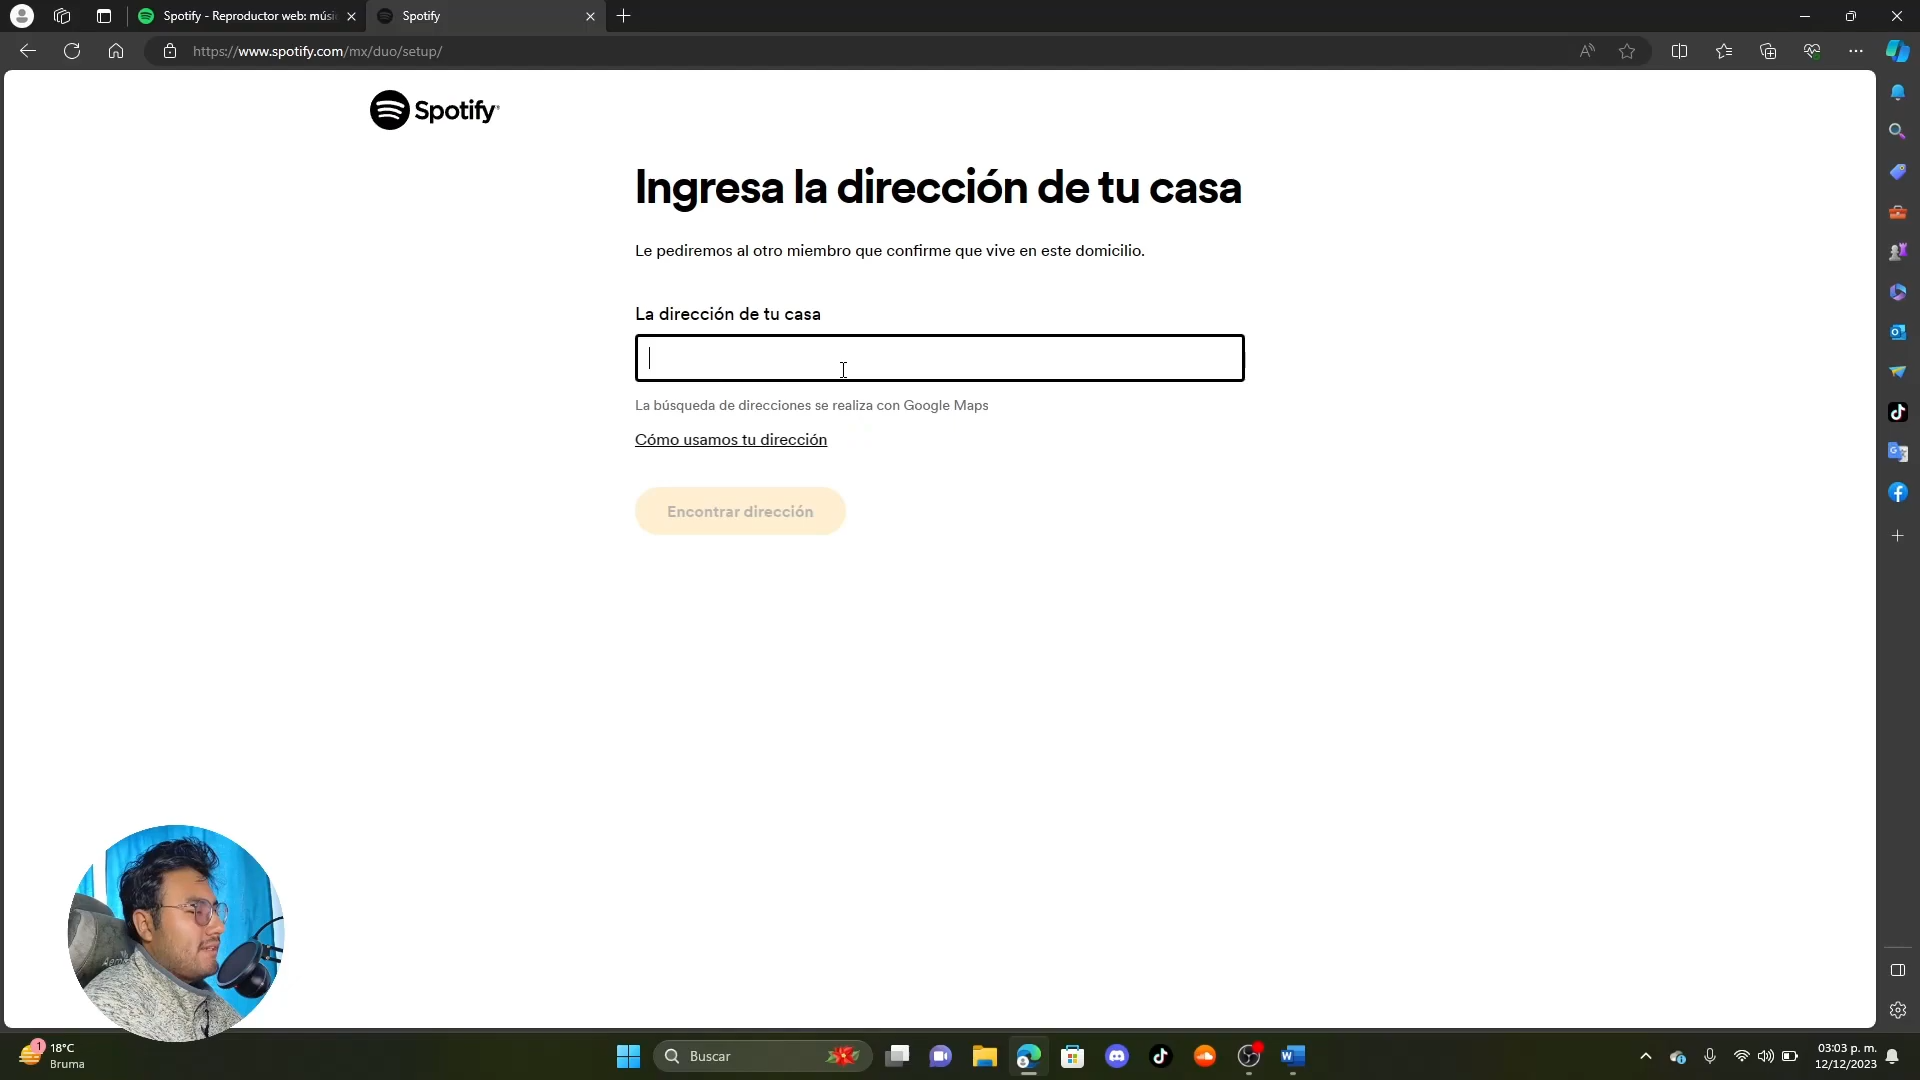 Spotify - Reproductor web: músi
Spotify
https://www.spotify.com/mx/duo/setup/
Spotify
Ingresa la dirección de tu casa
Le pediremos al otro miembro que confirme que vive en este domicilio.
La dirección de tu casa
La búsqueda de direcciones se realiza con Google Maps
Cómo usamos tu dirección
Encontrar dirección
1
18°C
Bruma
Buscar
03:03 p. m.
12/12/2023